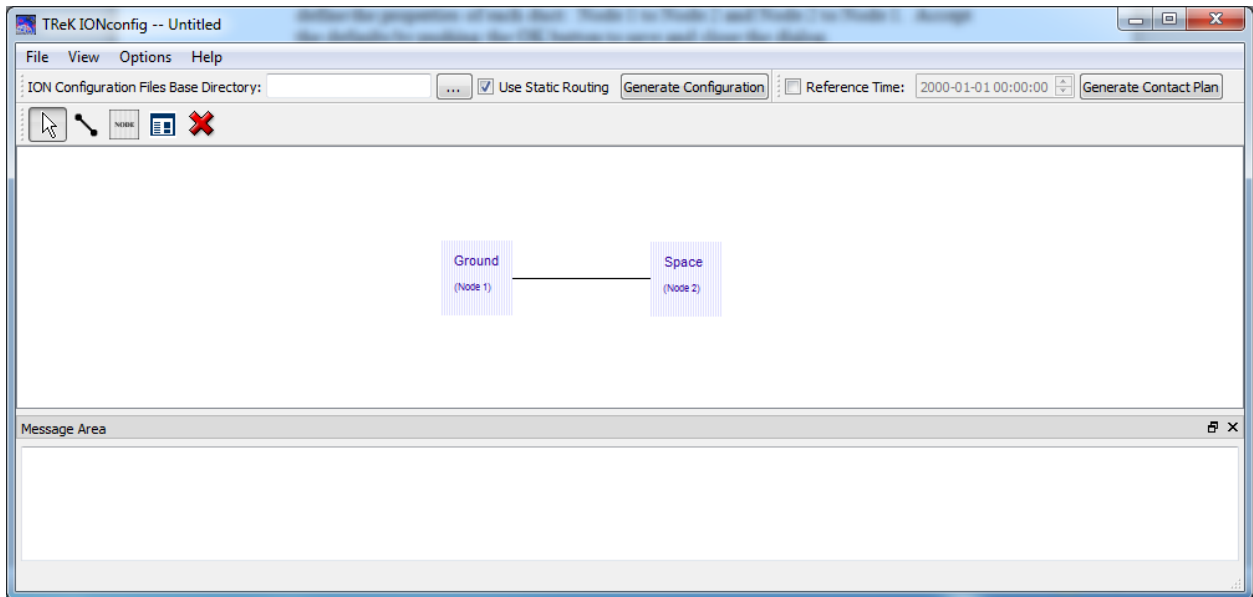 TReK IONconfig -- Untitled
File View Options Help
ION Configuration Files Base Directory: ... Use Static Routing Generate Configuration Reference Time: 2000-01-01 00:00:00 Generate Contact Plan
NODE
Ground Space
(Node 1) (Node 2)
Message Area